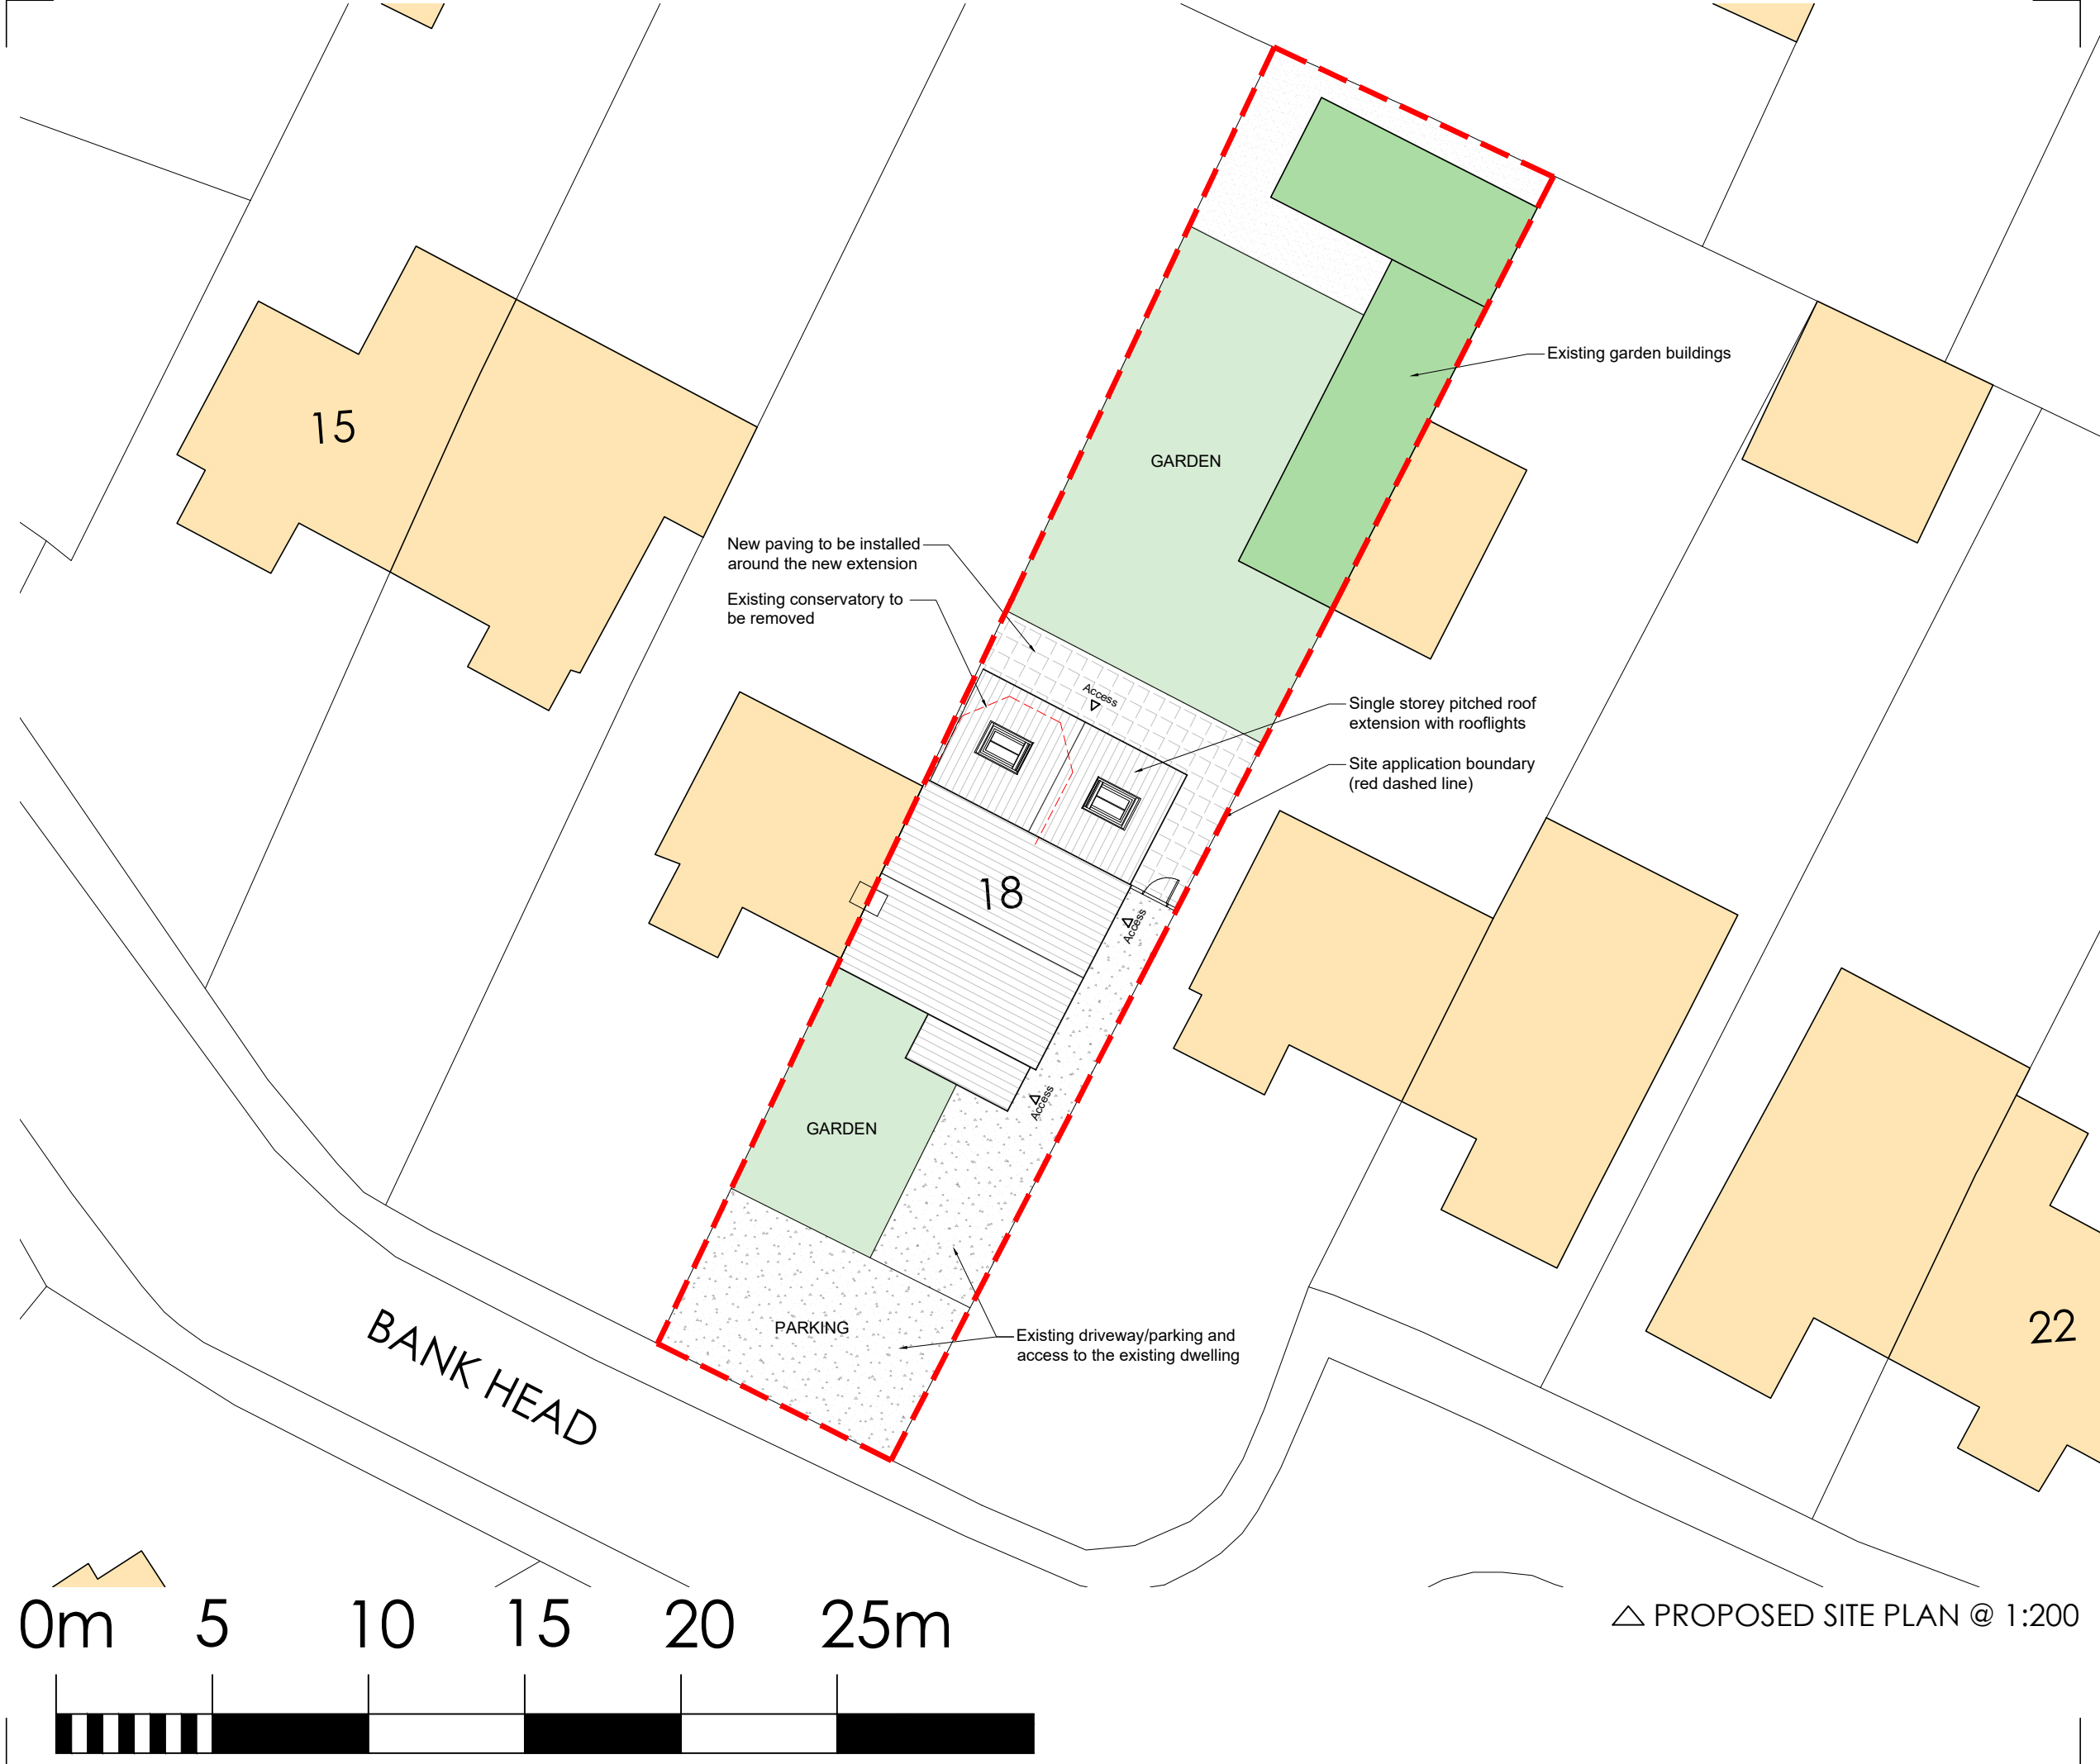 Existing garden buildings
15
GARDEN
New paving to be installed
around the new extension
Existing conservatory to
be removed
Access
Single storey pitched roof
extension with rooflights
Site application boundary
(red dashed line)
18
Access
Access
GARDEN
PARKING
Existing driveway/parking and
access to the existing dwelling
22
BANK HEAD
0m 5 10 15 20 25m
PROPOSED SITE PLAN @ 1:200